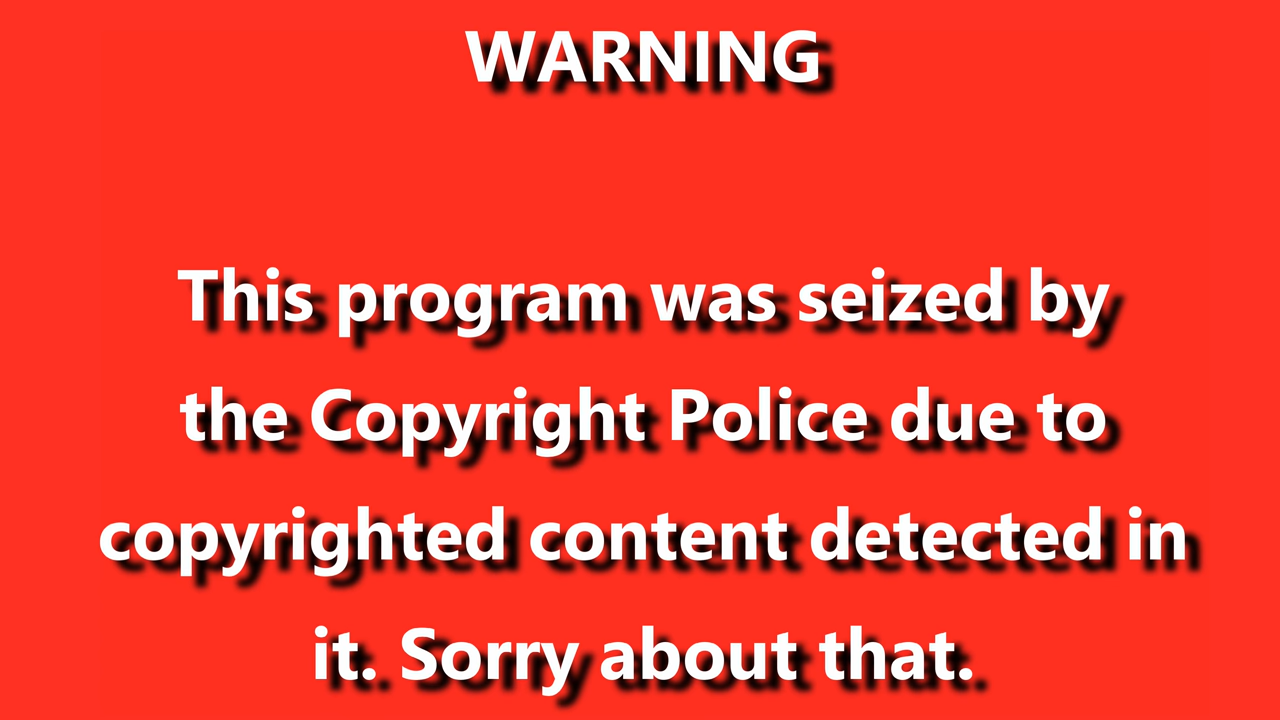 WARNING
This program was seized by
the Copyright Police due to
copyrighted content detected in
it. Sorry about that.